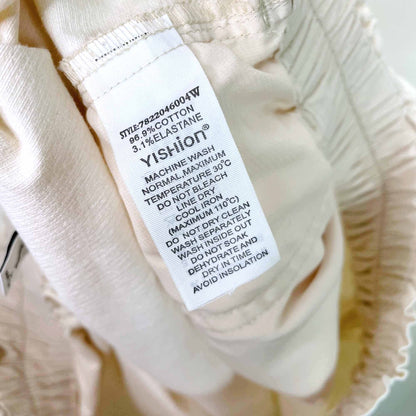 STYLE:7822046004W
96.9%COTTON
3.1%ELASTANE
YISHION®
MACHINE WASH
NORMAL,MAXIMUM
TEMPERATURE 30°C
DO NOT BLEACH
LINE DRY
COOL IRON
(MAXIMUM 110°C)
DO NOT DRY CLEAN
WASH SEPARATELY
WASH INSIDE OUT
DO NOT SOAK
DEHYDRATE AND
DRY IN TIME
AVOID INSOLATION